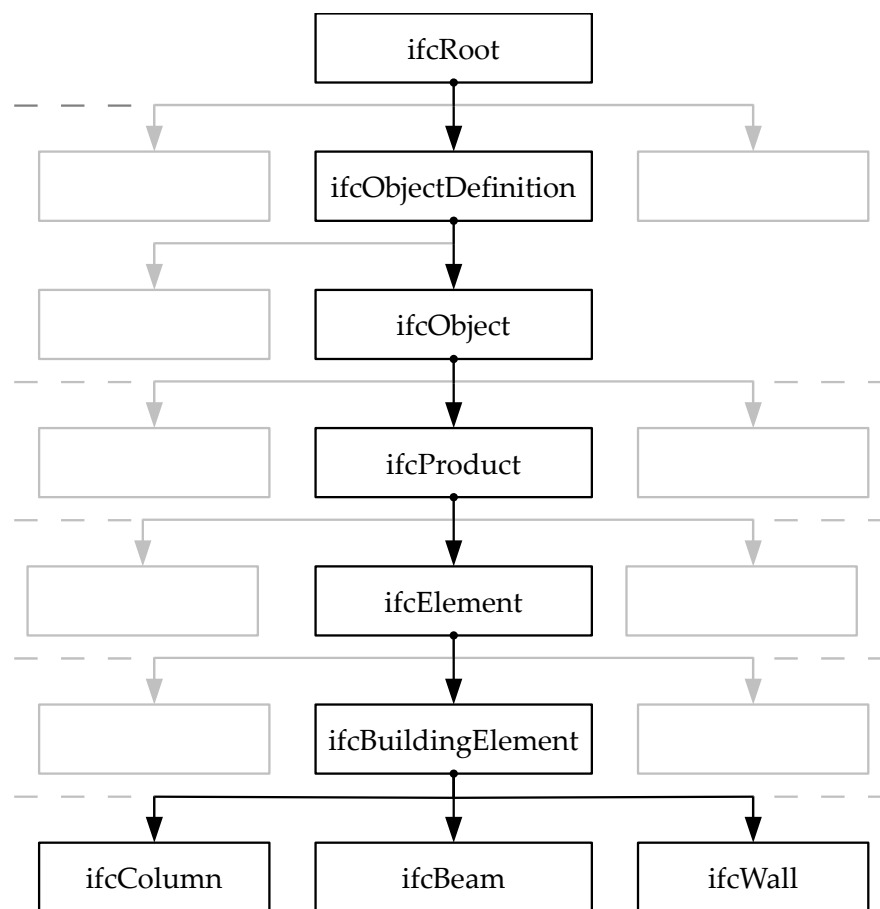 ifcRoot
ifcObjectDefinition
ifcObject
ifcProduct
ifcElement
ifcBuildingElement
ifcColumn
ifcBeam
ifcWall